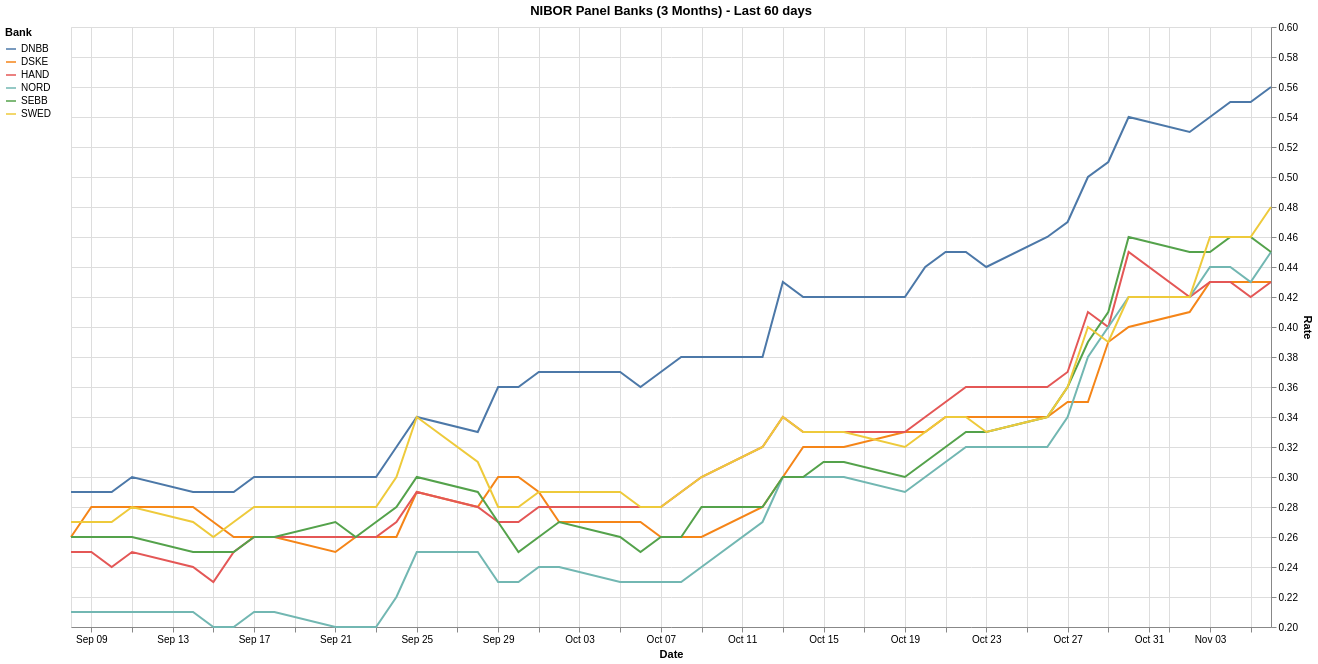 NIBOR Panel Banks (3 Months) - Last 60 days
Bank
DNBB
DSKE
HAND
NORD
SEBB
SWED
0.60
0.58
0.56
0.54
0.52
0.50
0.48
0.46
0.44
0.42
0.40
0.38
0.36
0.34
0.32
0.30
0.28
0.26
0.24
0.22
0.20
Rate
Sep 09 Sep 13 Sep 17 Sep 21 Sep 25 Sep 29 Oct 03 Oct 07 Oct 11 Oct 15 Oct 19 Oct 23 Oct 27 Oct 31 Nov 03
Date